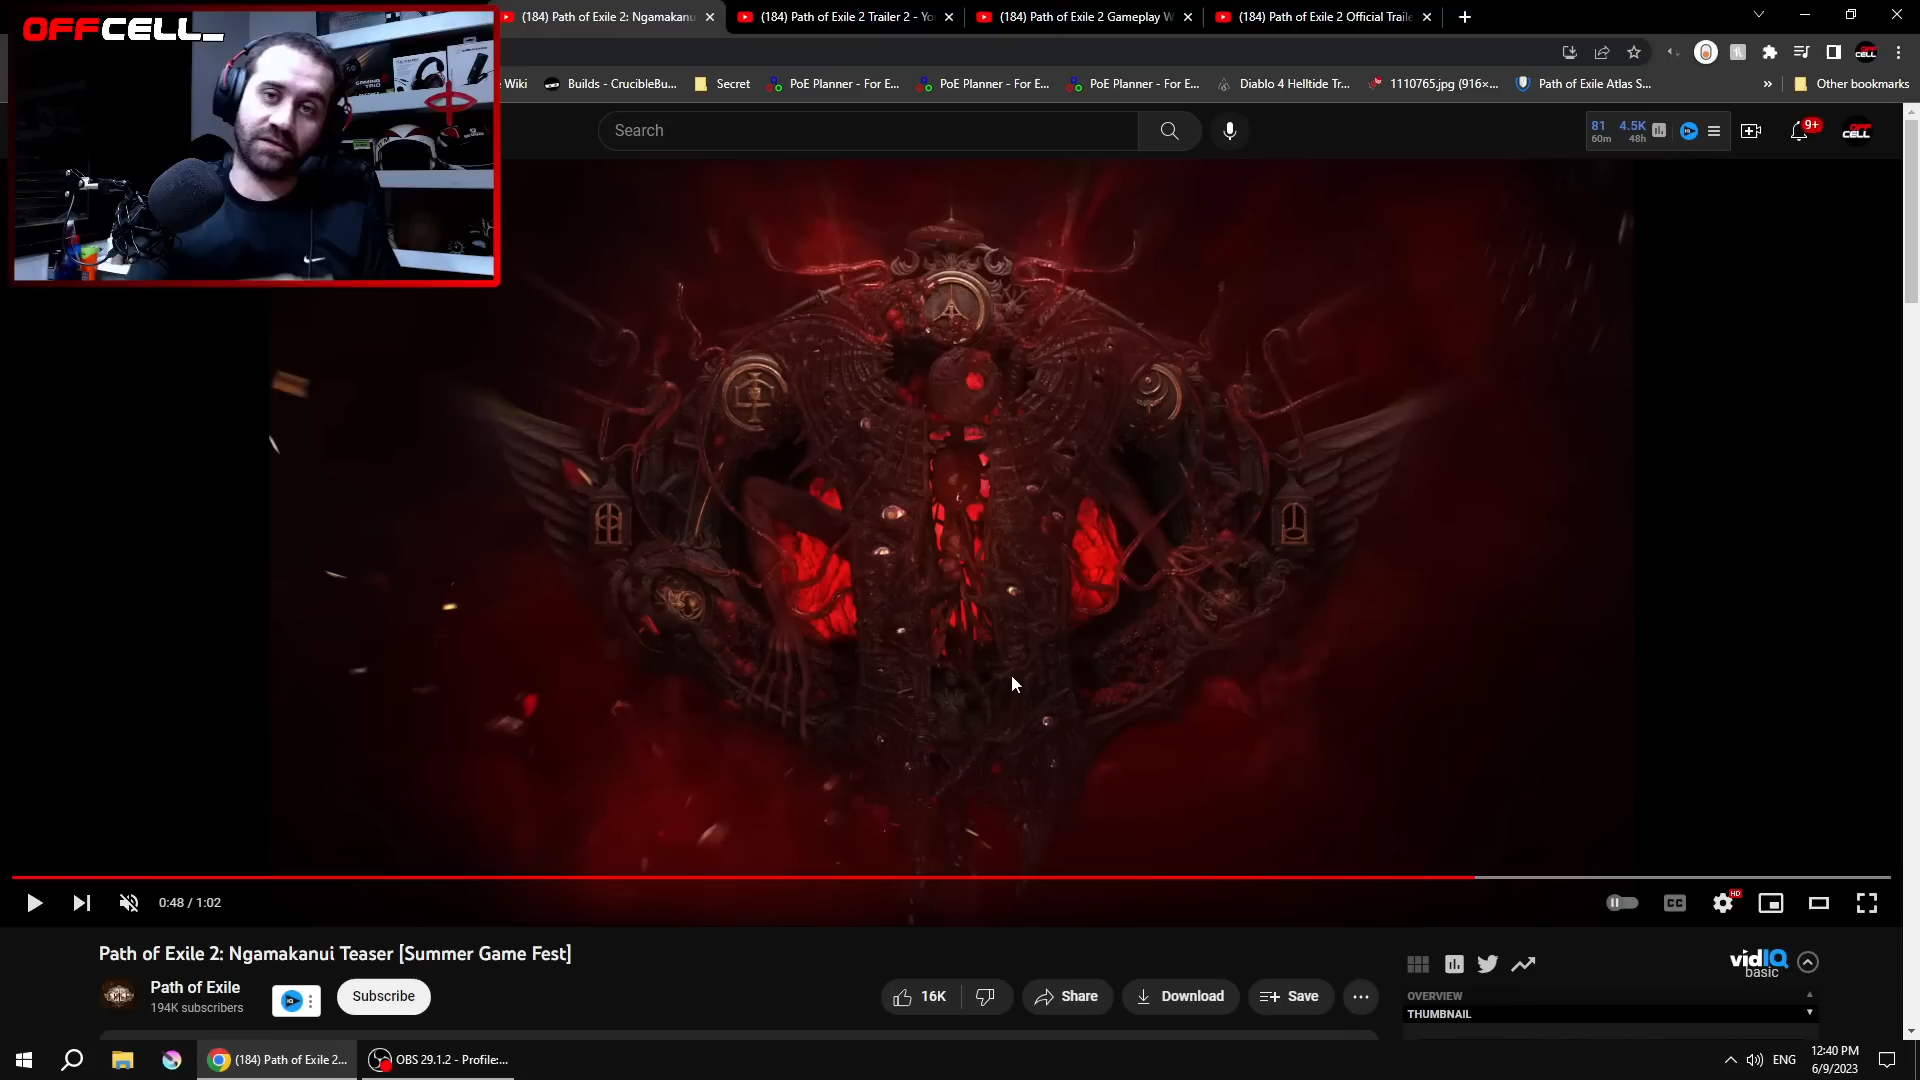 OFFCELL_
(184) Path of Exile 2: Ngamakanu
(184) Path of Exile 2 Trailer 2 - Yo
(184) Path of Exile 2 Gameplay W
(184) Path of Exile 2 Official Traile
Wiki
Builds - CrucibleBu...
Secret
PoE Planner - For E...
PoE Planner - For E...
PoE Planner - For E...
Diablo 4 Helltide Tr...
1110765.jpg (916×...
Path of Exile Atlas S...
»
Other bookmarks
Search
81 4.5K
60m 48h
9+
0:48 / 1:02
CC
HD
Path of Exile 2: Ngamakanui Teaser [Summer Game Fest]
Path of Exile
194K subscribers
Subscribe
16K
Share
Download
Save
vidIQ
basic
OVERVIEW
THUMBNAIL
(184) Path of Exile 2...
OBS 29.1.2 - Profile:...
ENG
12:40 PM
6/9/2023